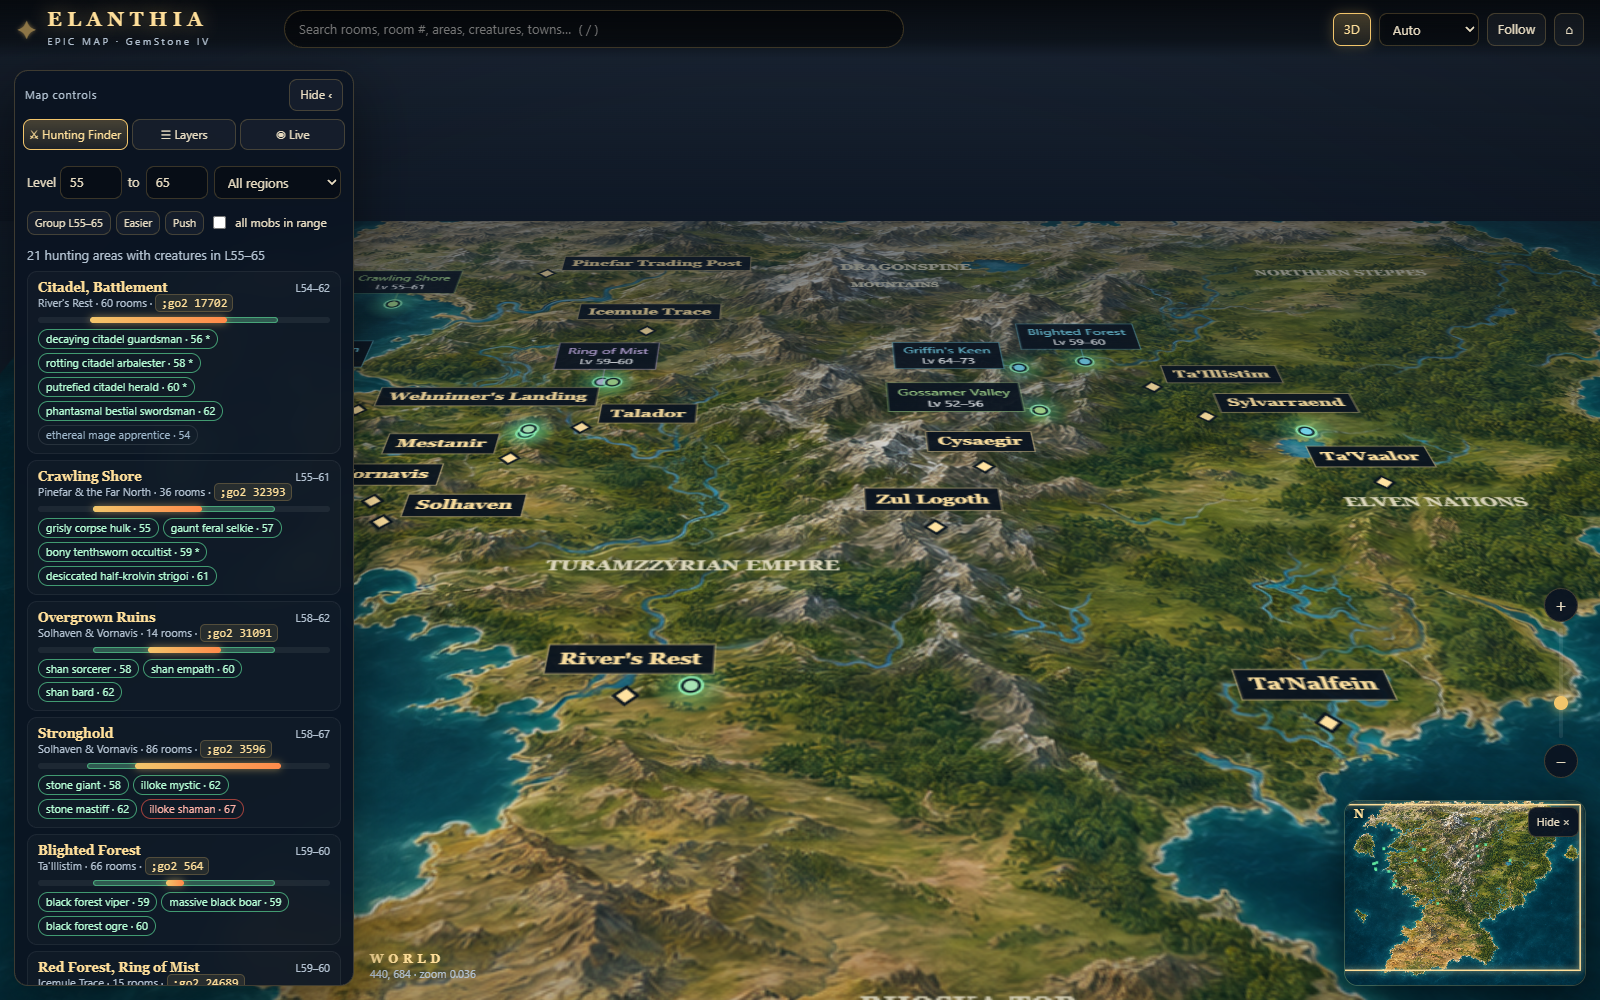 ELANTHIA
EPIC MAP · GemStone IV
Search rooms, room #, areas, creatures, towns... ( / )
3D
Auto
Follow
Map controls
Hide ‹
Hunting Finder
Layers
Live
Level 55 to 65 All regions
Group L55–65 Easier Push all mobs in range
21 hunting areas with creatures in L55–65
Citadel, Battlement L54–62
River's Rest · 60 rooms · ;go2 17702
decaying citadel guardsman · 56 *
rotting citadel arbalester · 58 *
putrefied citadel herald · 60 *
phantasmal bestial swordsman · 62
ethereal mage apprentice · 54
Crawling Shore L55–61
Pinefar & the Far North · 36 rooms · ;go2 32393
grisly corpse hulk · 55 gaunt feral selkie · 57
bony tenthsworn occultist · 59 *
desiccated half-krolvin strigoi · 61
Overgrown Ruins L58–62
Solhaven & Vornavis · 14 rooms · ;go2 31091
shan sorcerer · 58 shan empath · 60
shan bard · 62
Stronghold L58–67
Solhaven & Vornavis · 86 rooms · ;go2 3596
stone giant · 58 illoke mystic · 62
stone mastiff · 62 illoke shaman · 67
Blighted Forest L59–60
Ta'Illistim · 66 rooms · ;go2 564
black forest viper · 59 massive black boar · 59
black forest ogre · 60
Red Forest, Ring of Mist L59–60
Icemule Trace · 15 rooms · ;go2 24689
Pinefar Trading Post
DRAGONSPINE
MOUNTAINS
NORTHERN STEPPES
Crawling Shore
Lv 55–61
Icemule Trace
Ring of Mist
Lv 59–60
Blighted Forest
Lv 59–60
Griffin's Keen
Lv 64–73
Ta'Illistim
Wehnimer's Landing
Talador
Gossamer Valley
Lv 52–56
Sylvarraend
Mestanir
Cysaegir
Ta'Vaalor
ornavis
Solhaven
Zul Logoth
ELVEN NATIONS
TURAMZZYRIAN EMPIRE
River's Rest
Ta'Nalfein
N
Hide ×
WORLD
440, 684 · zoom 0.036